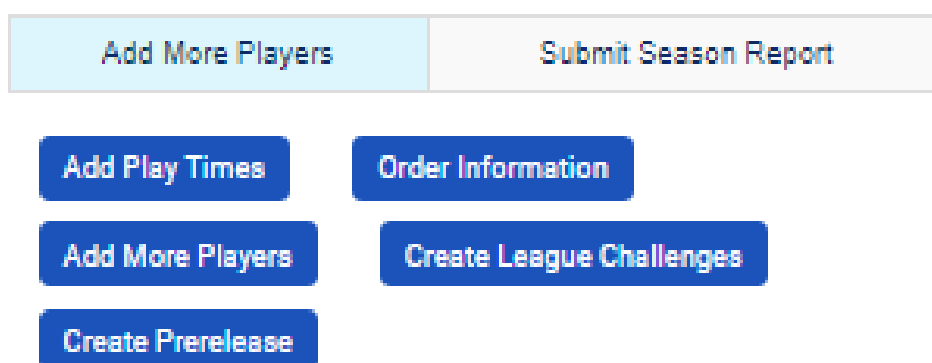 Add More Players Submit Season Report
Add Play Times Order Information
Add More Players Create League Challenges
Create Prerelease